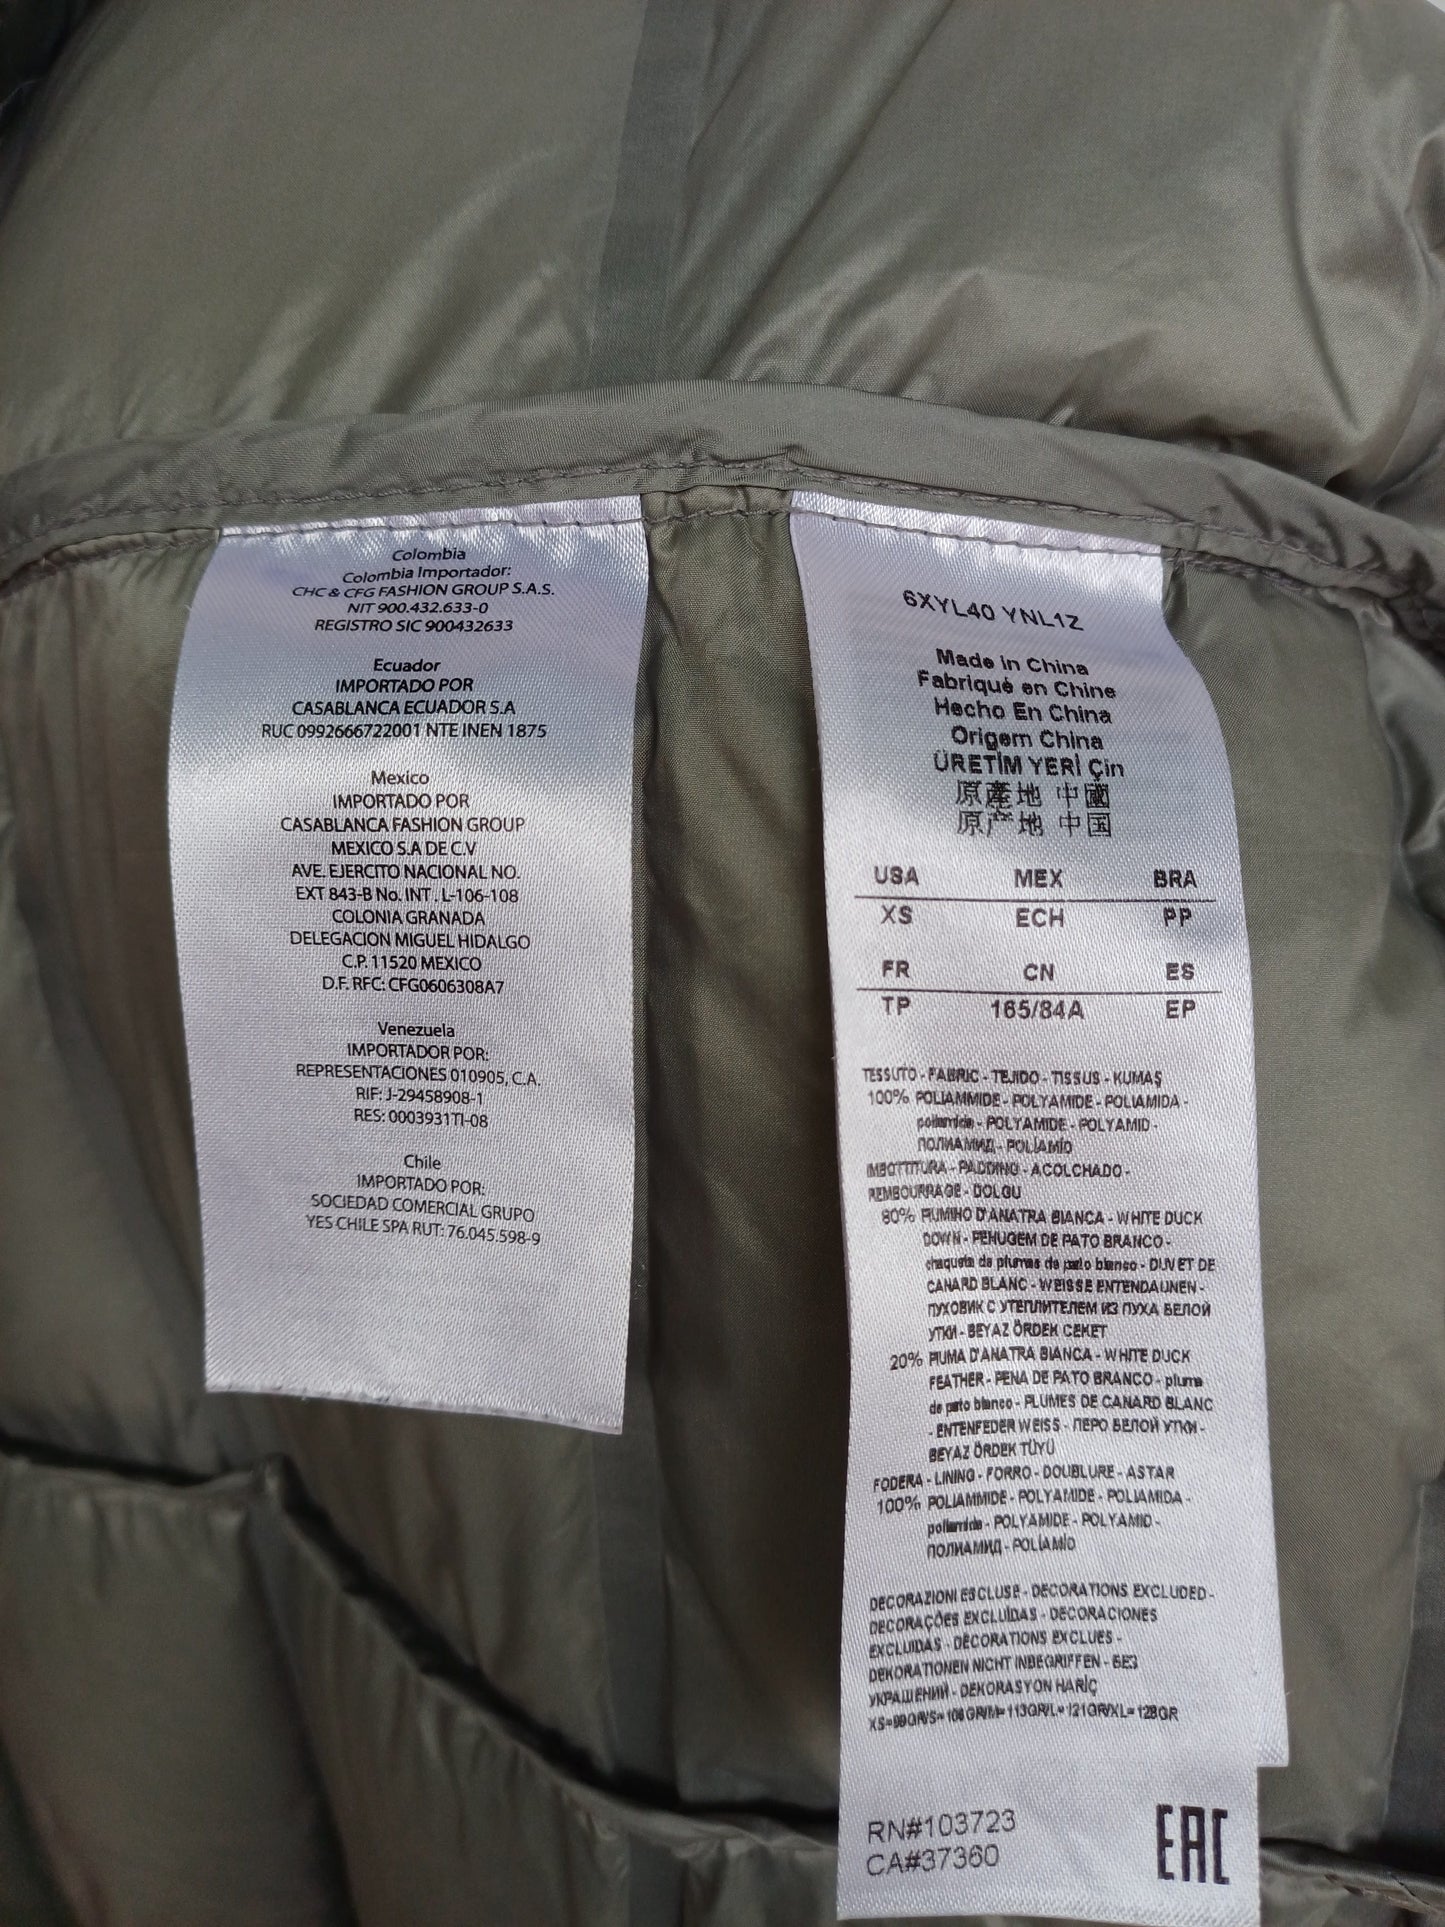 Colombia
Colombia Importador:
CHC & CFG FASHION GROUP S.A.S.
NIT 900.432.633-0
REGISTRO SIC 900432633
Ecuador
IMPORTADO POR
CASABLANCA ECUADOR S.A
RUC 0992666722001 NTE INEN 1875
Mexico
IMPORTADO POR
CASABLANCA FASHION GROUP
MEXICO S.A DE C.V
AVE. EJERCITO NACIONAL NO.
EXT 843-B No. INT . L-106-108
COLONIA GRANADA
DELEGACION MIGUEL HIDALGO
C.P. 11520 MEXICO
D.F. RFC: CFG0606308A7
Venezuela
IMPORTADOR POR:
REPRESENTACIONES 010905, C.A.
RIF: J-29458908-1
RES: 0003931TI-08
Chile
IMPORTADO POR:
SOCIEDAD COMERCIAL GRUPO
YES CHILE SPA RUT: 76.045.598-9
6XYL40 YNL1Z
Made in China
Fabriqué en Chine
Hecho En China
Origem China
ÜRETİM YERİ Çin
原產地 中國
原产地 中国
USA MEX BRA
XS ECH PP
FR CN ES
TP 165/84A EP
TESSUTO - FABRIC - TEJIDO - TISSUS - KUMAŞ
100% POLIAMMIDE - POLYAMIDE - POLIAMIDA -
poliamida - POLYAMIDE - POLYAMID -
ПОЛИАМИД - POLİAMİD
IMBOTTITURA - PADDING - ACOLCHADO -
REMBOURRAGE - DOLGU
80% PIUMINO D'ANATRA BIANCA - WHITE DUCK
DOWN - PENUGEM DE PATO BRANCO -
chaqueta de plumas de pato blanco - DUVET DE
CANARD BLANC - WEISSE ENTENDAUNEN -
ПУХОВИК С УТЕПЛИТЕЛЕМ ИЗ ПУХА БЕЛОЙ
УТКИ - BEYAZ ÖRDEK CEKET
20% PIUMA D'ANATRA BIANCA - WHITE DUCK
FEATHER - PENA DE PATO BRANCO - pluma
de pato blanco - PLUMES DE CANARD BLANC
- ENTENFEDER WEISS - ПЕРО БЕЛОЙ УТКИ -
BEYAZ ÖRDEK TÜYÜ
FODERA - LINING - FORRO - DOUBLURE - ASTAR
100% POLIAMMIDE - POLYAMIDE - POLIAMIDA -
poliamida - POLYAMIDE - POLYAMID -
ПОЛИАМИД - POLİAMİD
DECORAZIONI ESCLUSE - DECORATIONS EXCLUDED -
DECORAÇÕES EXCLUÍDAS - DECORACIONES
EXCLUIDAS - DÉCORATIONS EXCLUES -
DEKORATIONEN NICHT INBEGRIFFEN - БЕЗ
УКРАШЕНИЙ - DEKORASYON HARİÇ
XS=99GR/S=106GR/M=113GR/L=121GR/XL=128GR
RN#103723
CA#37360
EAC